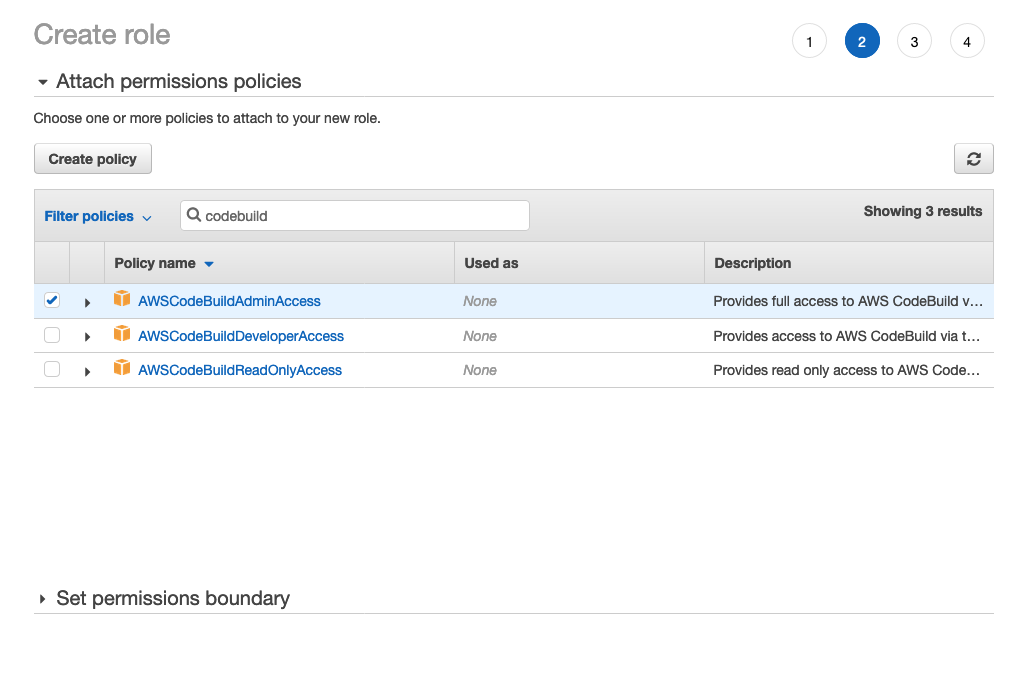 Create role
1 2 3 4
Attach permissions policies
Choose one or more policies to attach to your new role.
Create policy
Filter policies codebuild Showing 3 results
Policy name Used as Description
AWSCodeBuildAdminAccess None Provides full access to AWS CodeBuild v…
AWSCodeBuildDeveloperAccess None Provides access to AWS CodeBuild via t…
AWSCodeBuildReadOnlyAccess None Provides read only access to AWS Code…
Set permissions boundary